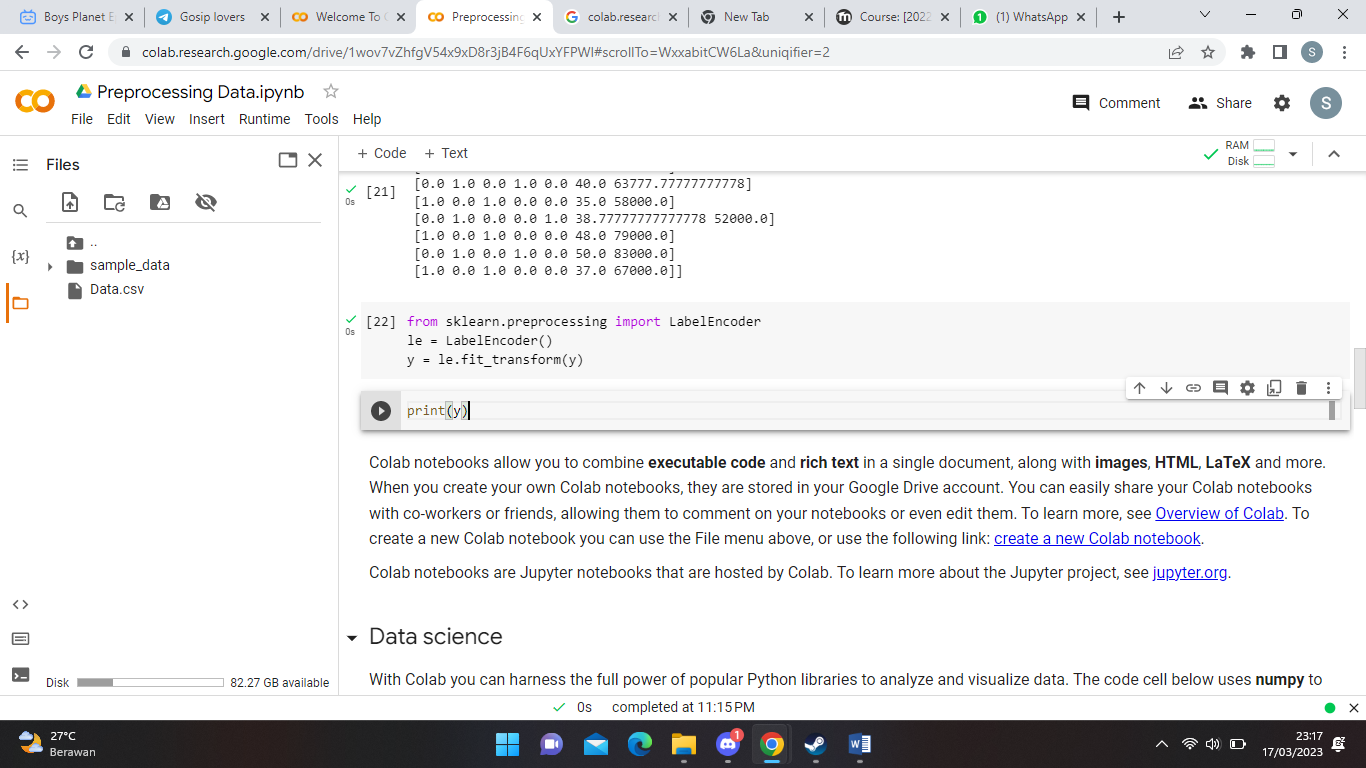 Boys Planet E
Gosip lovers
Welcome To C
Preprocessing
colab.researc
New Tab
Course: [2022
(1) WhatsApp
colab.research.google.com/drive/1wov7vZhfgV54x9xD8r3jB4F6qUxYFPWl#scrollTo=WxxabitCW6La&uniqifier=2
S
CO
Preprocessing Data.ipynb
File Edit View Insert Runtime Tools Help
Comment
Share
S
Files
+ Code + Text
RAM
Disk
{x}
..
sample_data
Data.csv
[21]
0s
[0.0 1.0 0.0 1.0 0.0 40.0 63777.77777777778]
[1.0 0.0 1.0 0.0 0.0 35.0 58000.0]
[0.0 1.0 0.0 0.0 1.0 38.77777777777778 52000.0]
[1.0 0.0 1.0 0.0 0.0 48.0 79000.0]
[0.0 1.0 0.0 1.0 0.0 50.0 83000.0]
[1.0 0.0 1.0 0.0 0.0 37.0 67000.0]]
[22] from sklearn.preprocessing import LabelEncoder
0s
le = LabelEncoder()
y = le.fit_transform(y)
print(y)
Colab notebooks allow you to combine executable code and rich text in a single document, along with images, HTML, LaTeX and more.
When you create your own Colab notebooks, they are stored in your Google Drive account. You can easily share your Colab notebooks
with co-workers or friends, allowing them to comment on your notebooks or even edit them. To learn more, see Overview of Colab. To
create a new Colab notebook you can use the File menu above, or use the following link: create a new Colab notebook.
Colab notebooks are Jupyter notebooks that are hosted by Colab. To learn more about the Jupyter project, see jupyter.org.
Data science
With Colab you can harness the full power of popular Python libraries to analyze and visualize data. The code cell below uses numpy to
Disk 82.27 GB available
0s completed at 11:15 PM
27°C
Berawan
1
23:17
17/03/2023